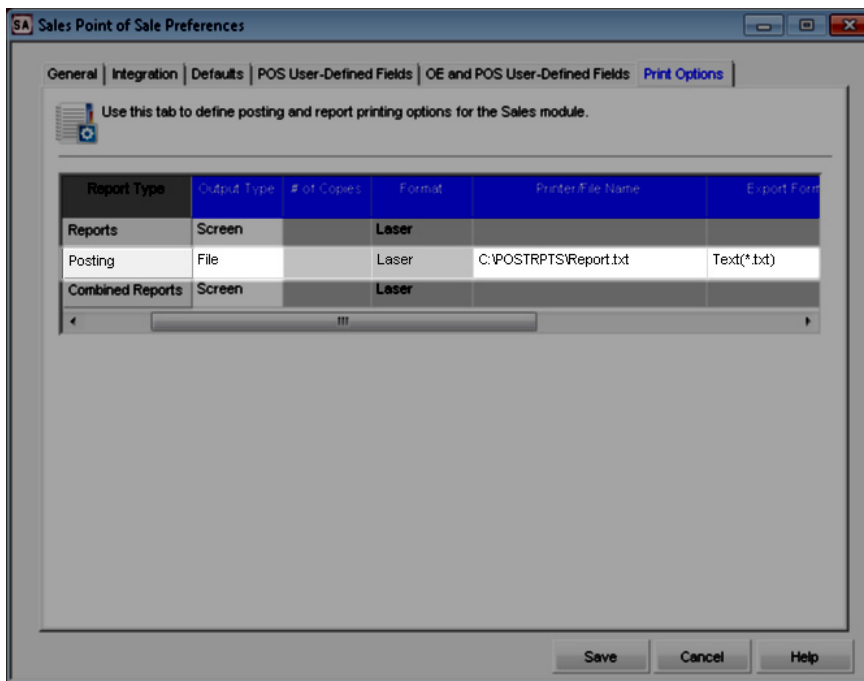 SA Sales Point of Sale Preferences
General Integration Defaults POS User-Defined Fields OE and POS User-Defined Fields Print Options
Use this tab to define posting and report printing options for the Sales module.
Report Type Output Type # of Copies Format Printer/File Name Export Form
Reports Screen Laser
Posting File Laser C:\POSTRPTS\Report.txt Text(*.txt)
Combined Reports Screen Laser
Save Cancel Help